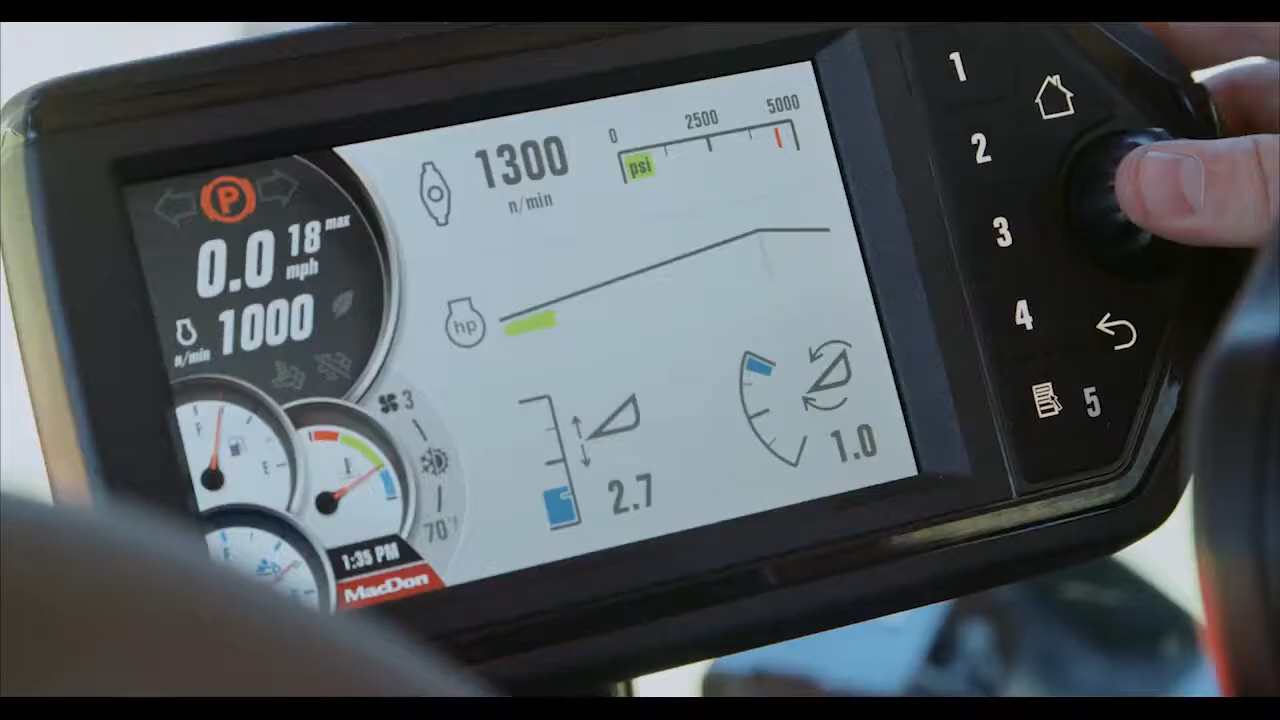 P
0.0 18 max
mph
1000
n/min
F
E
3
70°F
1:35 PM
MacDon
1300
n/min
0 2500 5000
psi
hp
2.7
1.0
1
2
3
4
5